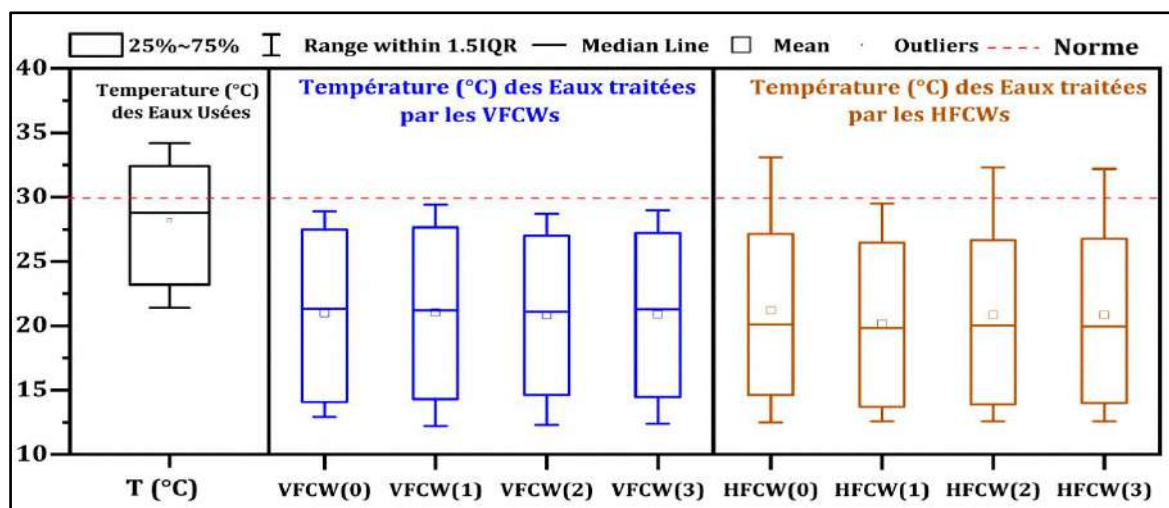 25%~75% Range within 1.5IQR Median Line Mean Outliers Norme
40
35
30
25
20
15
10
Temperature (°C)
des Eaux Usées
Température (°C) des Eaux traitées
par les VFCWs
Température (°C) des Eaux traitées
par les HFCWs
T (°C) VFCW(0) VFCW(1) VFCW(2) VFCW(3) HFCW(0) HFCW(1) HFCW(2) HFCW(3)